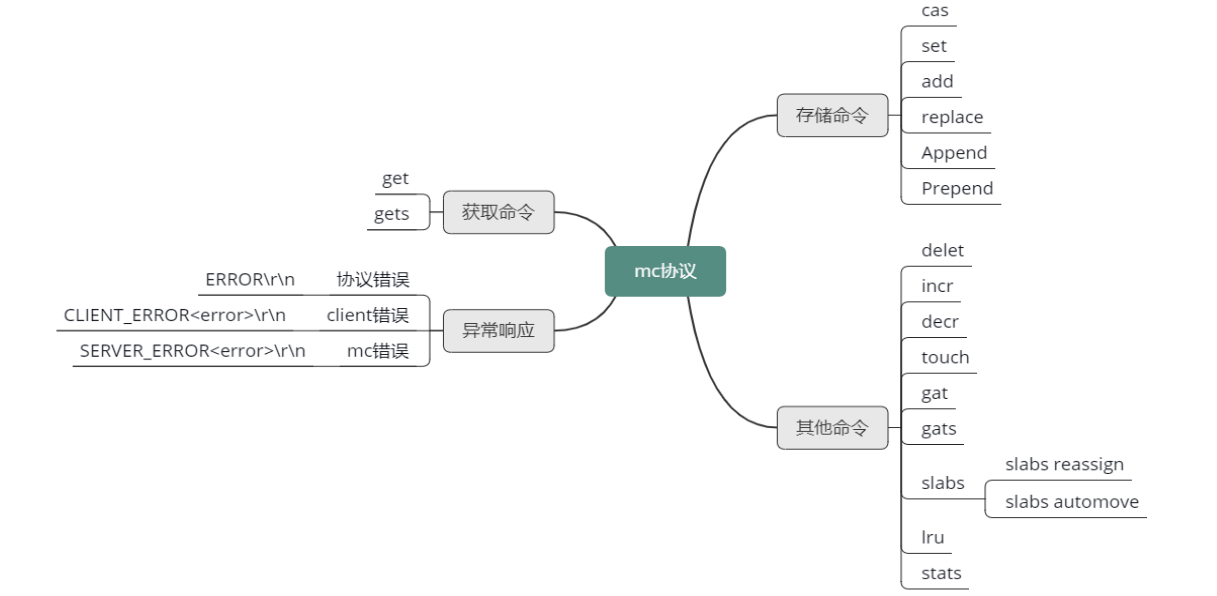 mc协议
存储命令
cas
set
add
replace
Append
Prepend
获取命令
get
gets
异常响应
协议错误 ERROR\r\n
client错误 CLIENT_ERROR<error>\r\n
mc错误 SERVER_ERROR<error>\r\n
其他命令
delet
incr
decr
touch
gat
gats
slabs
slabs reassign
slabs automove
lru
stats